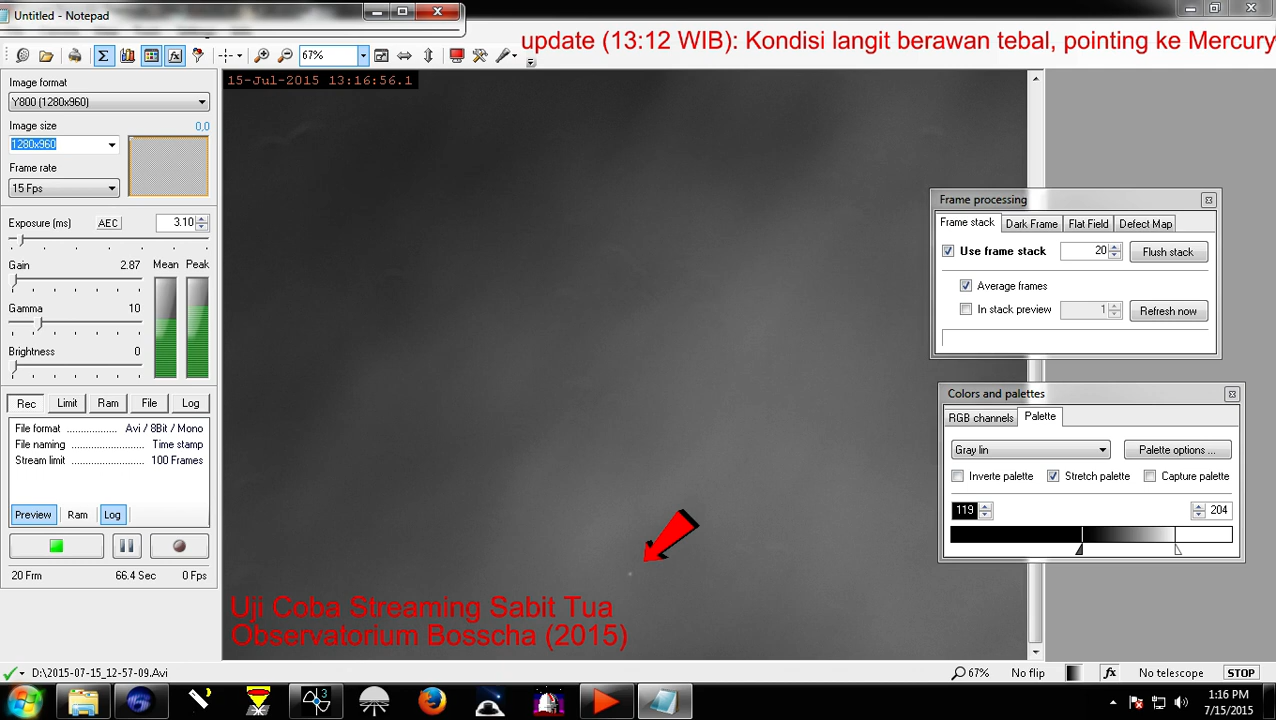 Untitled - Notepad
update (13:12 WIB): Kondisi langit berawan tebal, pointing ke Mercury
67%
Image format
Y800 (1280x960)
Image size 0,0
1280x960
Frame rate
15 Fps
Exposure (ms) AEC 3.10
Gain 2.87 Mean Peak
Gamma 10
Brightness 0
Rec Limit Ram File Log
File format Avi / 8Bit / Mono
File naming Time stamp
Stream limit 100 Frames
Preview Ram Log
20 Frm 66.4 Sec 0 Fps
15-Jul-2015 13:16:56.1
Uji Coba Streaming Sabit Tua
Observatorium Bosscha (2015)
Frame processing
Frame stack Dark Frame Flat Field Defect Map
Use frame stack 20 Flush stack
Average frames
In stack preview 1 Refresh now
Colors and palettes
RGB channels Palette
Gray lin Palette options ...
Inverte palette Stretch palette Capture palette
119 204
D:\2015-07-15_12-57-09.Avi 67% No flip fx No telescope STOP
3
1:16 PM
7/15/2015